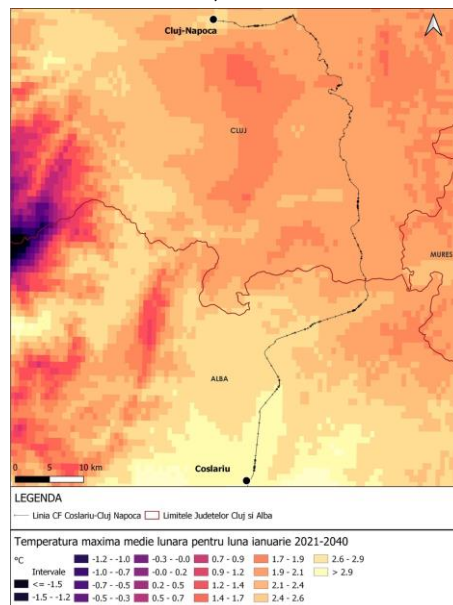 Cluj-Napoca
CLUJ
MURES
ALBA
Coslariu
0 5 10 km
LEGENDA
Linia CF Coslariu-Cluj Napoca Limitele Judetelor Cluj si Alba
Temperatura maxima medie lunara pentru luna ianuarie 2021-2040
°C -1.2 - -1.0 -0.3 - -0.0 0.7 - 0.9 1.7 - 1.9 2.6 - 2.9
Intervale -1.0 - -0.7 -0.0 - 0.2 0.9 - 1.2 1.9 - 2.1 > 2.9
<= -1.5 -0.7 - -0.5 0.2 - 0.5 1.2 - 1.4 2.1 - 2.4
-1.5 - -1.2 -0.5 - -0.3 0.5 - 0.7 1.4 - 1.7 2.4 - 2.6